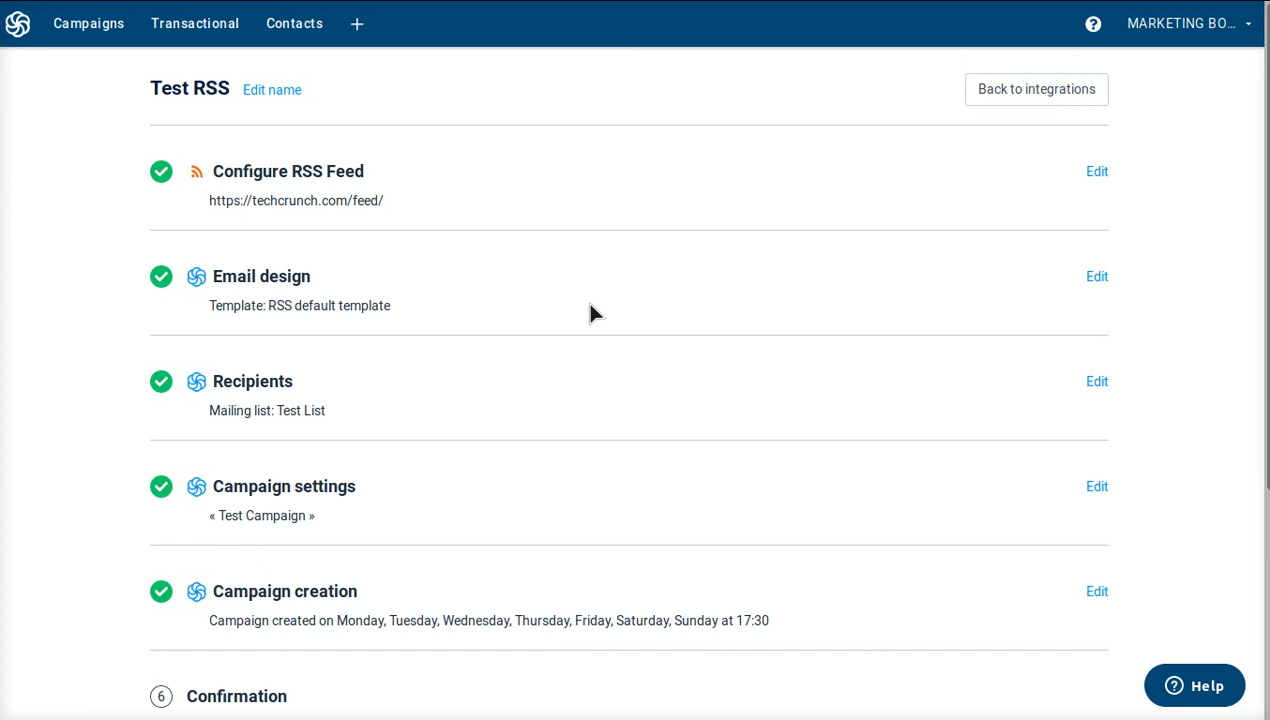 Campaigns Transactional Contacts + ? MARKETING BO...
Test RSS Edit name Back to integrations
Configure RSS Feed Edit
https://techcrunch.com/feed/
Email design Edit
Template: RSS default template
Recipients Edit
Mailing list: Test List
Campaign settings Edit
« Test Campaign »
Campaign creation Edit
Campaign created on Monday, Tuesday, Wednesday, Thursday, Friday, Saturday, Sunday at 17:30
6 Confirmation
? Help